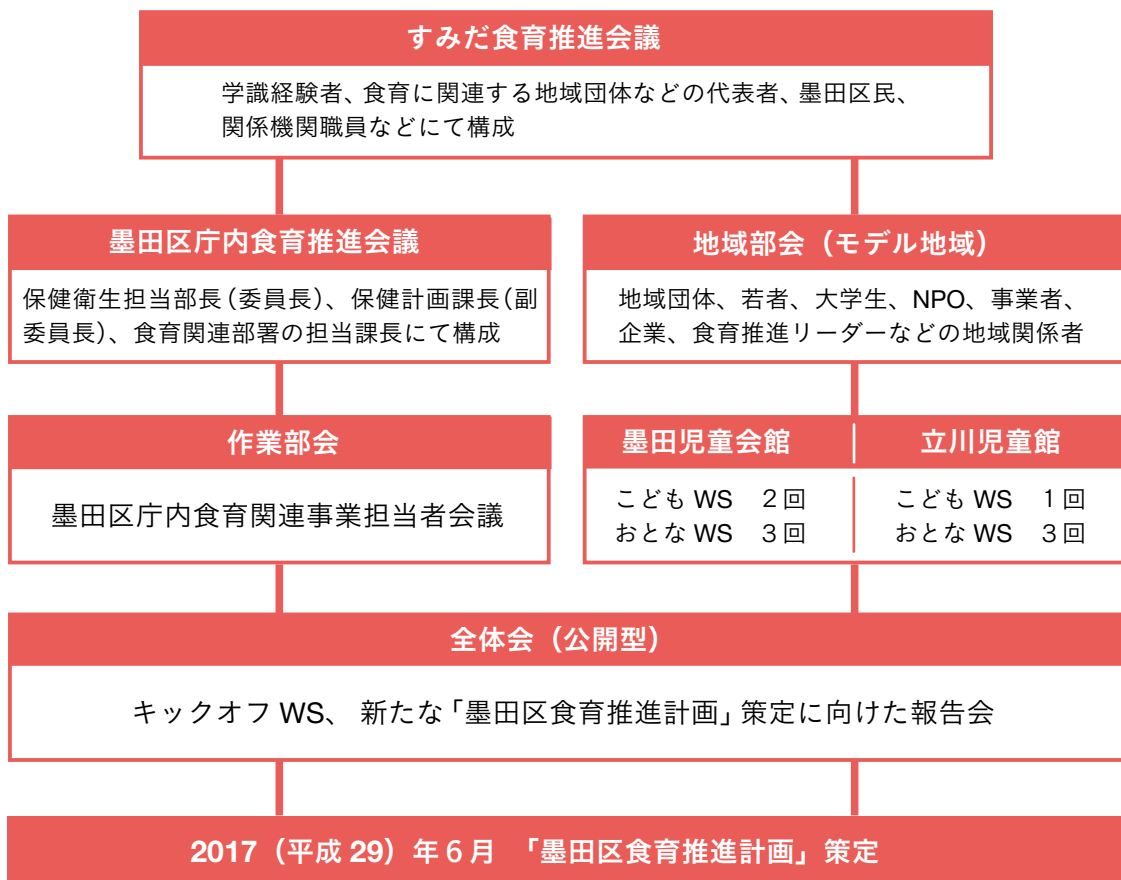 すみだ食育推進会議
学識経験者、食育に関連する地域団体などの代表者、墨田区民、
関係機関職員などにて構成
墨田区庁内食育推進会議
保健衛生担当部長（委員長）、保健計画課長（副
委員長）、食育関連部署の担当課長にて構成
地域部会（モデル地域）
地域団体、若者、大学生、NPO、事業者、
企業、食育推進リーダーなどの地域関係者
作業部会
墨田区庁内食育関連事業担当者会議
墨田児童会館
こども WS　２回
おとな WS　３回
立川児童館
こども WS　１回
おとな WS　３回
全体会（公開型）
キックオフ WS、 新たな「墨田区食育推進計画」策定に向けた報告会
2017（平成 29）年６月　「墨田区食育推進計画」策定